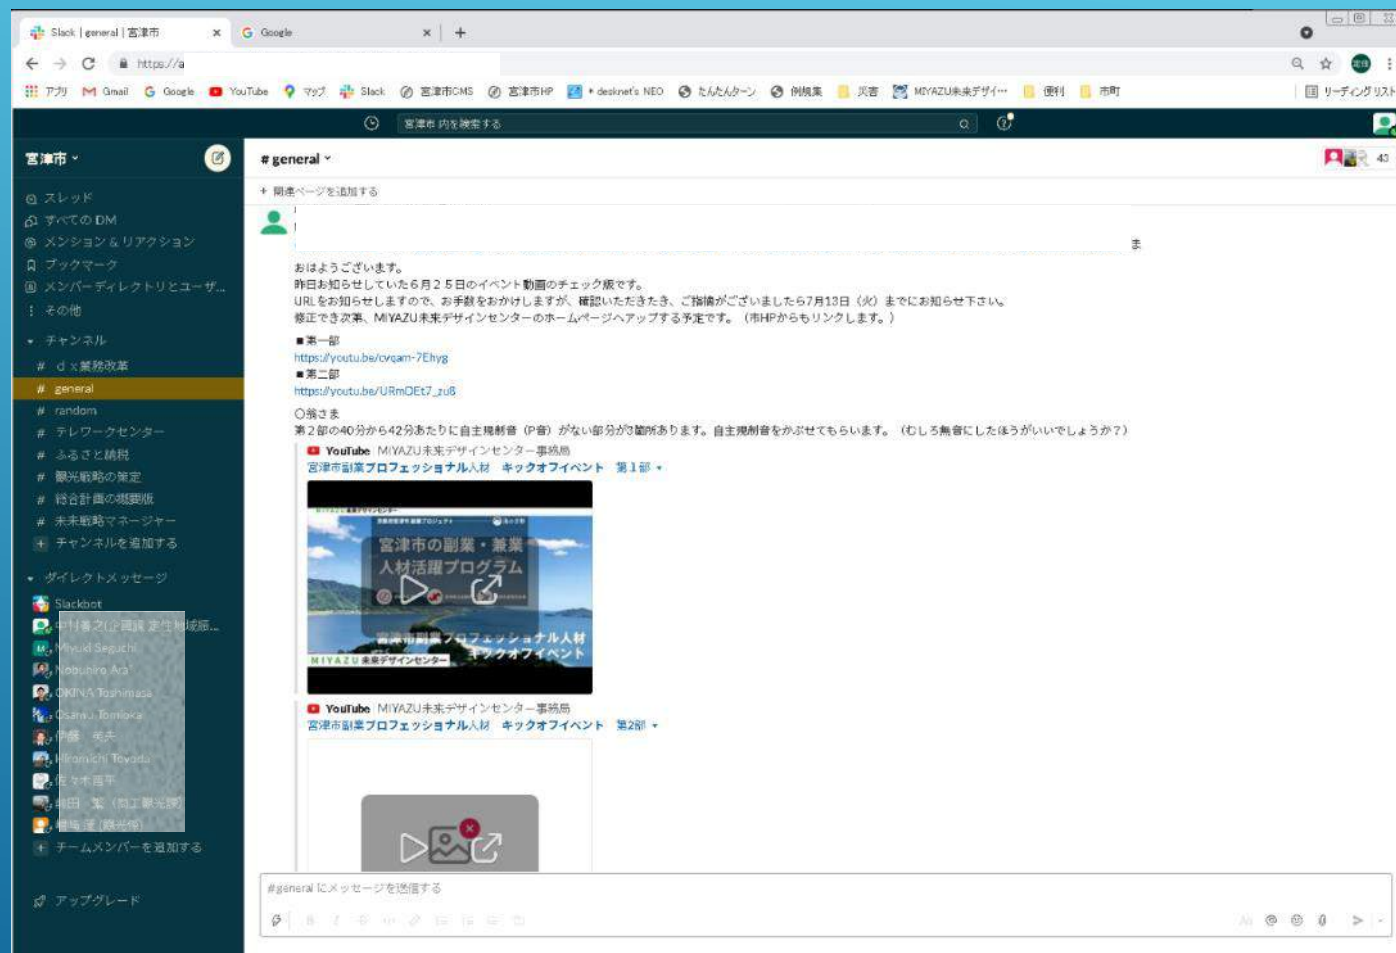 Slack | general | 宮津市
Google
https://a
アプリ Gmail Google YouTube マップ Slack 宮津市CMS 宮津市HP desknet's NEO たんたんターン 例規集 災害 MIYAZU未来デザイ… 便利 市町 リーディングリスト
宮津市 内を検索する
宮津市
# general
43
+ 関連ページを追加する
スレッド
すべての DM
メンション & リアクション
ブックマーク
メンバーディレクトリとユーザ...
その他
チャンネル
# dx業務改革
# general
# random
# テレワークセンター
# ふるさと納税
# 観光戦略の策定
# 総合計画の概要版
# 未来戦略マネージャー
+ チャンネルを追加する
ダイレクトメッセージ
Slackbot
Miyuki Seguchi
Nobuhiro Ara
OKINA Toshimasa
Osamu Tomioka
Hiromichi Toyoda
+ チームメンバーを追加する
アップグレード
ま
おはようございます。
昨日お知らせしていた6月25日のイベント動画のチェック版です。
URLをお知らせしますので、お手数をおかけしますが、確認いただきたき、ご指摘がございましたら7月13日（火）までにお知らせ下さい。
修正でき次第、MIYAZU未来デザインセンターのホームページへアップする予定です。（市HPからもリンクします。）
■第一部
https://youtu.be/cvqam-7Ehyg
■第二部
https://youtu.be/URmDEt7_zu8
〇翁さま
第2部の40分から42分あたりに自主規制音（P音）がない部分が3箇所あります。自主規制音をかぶせてもらいます。（むしろ無音にしたほうがいいでしょうか？）
YouTube MIYAZU未来デザインセンター事務局
宮津市副業プロフェッショナル人材 キックオフイベント 第1部
MIYAZU 未来デザインセンター
宮津市の副業・兼業
人材活躍プログラム
宮津市副業プロフェッショナル人材
キックオフイベント
MIYAZU 未来デザインセンター
YouTube MIYAZU未来デザインセンター事務局
宮津市副業プロフェッショナル人材 キックオフイベント 第2部
#general にメッセージを送信する